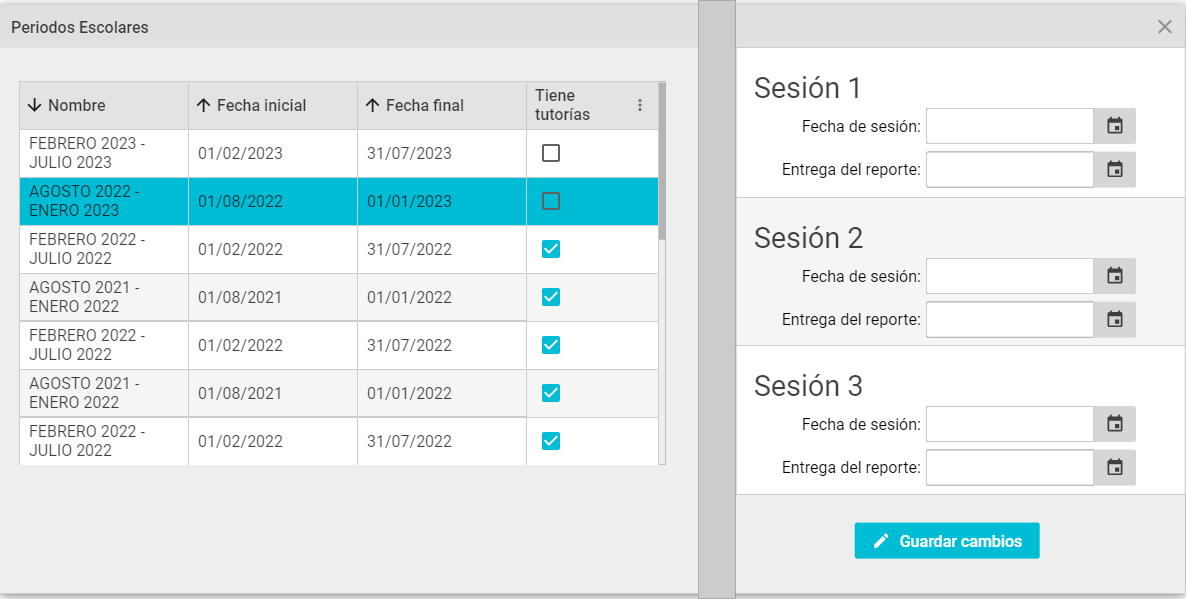 Periodos Escolares
Nombre
Fecha inicial
Fecha final
Tiene
tutorías
FEBRERO 2023 -
JULIO 2023
01/02/2023
31/07/2023
AGOSTO 2022 -
ENERO 2023
01/08/2022
01/01/2023
FEBRERO 2022 -
JULIO 2022
01/02/2022
31/07/2022
AGOSTO 2021 -
ENERO 2022
01/08/2021
01/01/2022
FEBRERO 2022 -
JULIO 2022
01/02/2022
31/07/2022
AGOSTO 2021 -
ENERO 2022
01/08/2021
01/01/2022
FEBRERO 2022 -
JULIO 2022
01/02/2022
31/07/2022
Sesión 1
Fecha de sesión:
Entrega del reporte:
Sesión 2
Fecha de sesión:
Entrega del reporte:
Sesión 3
Fecha de sesión:
Entrega del reporte:
Guardar cambios